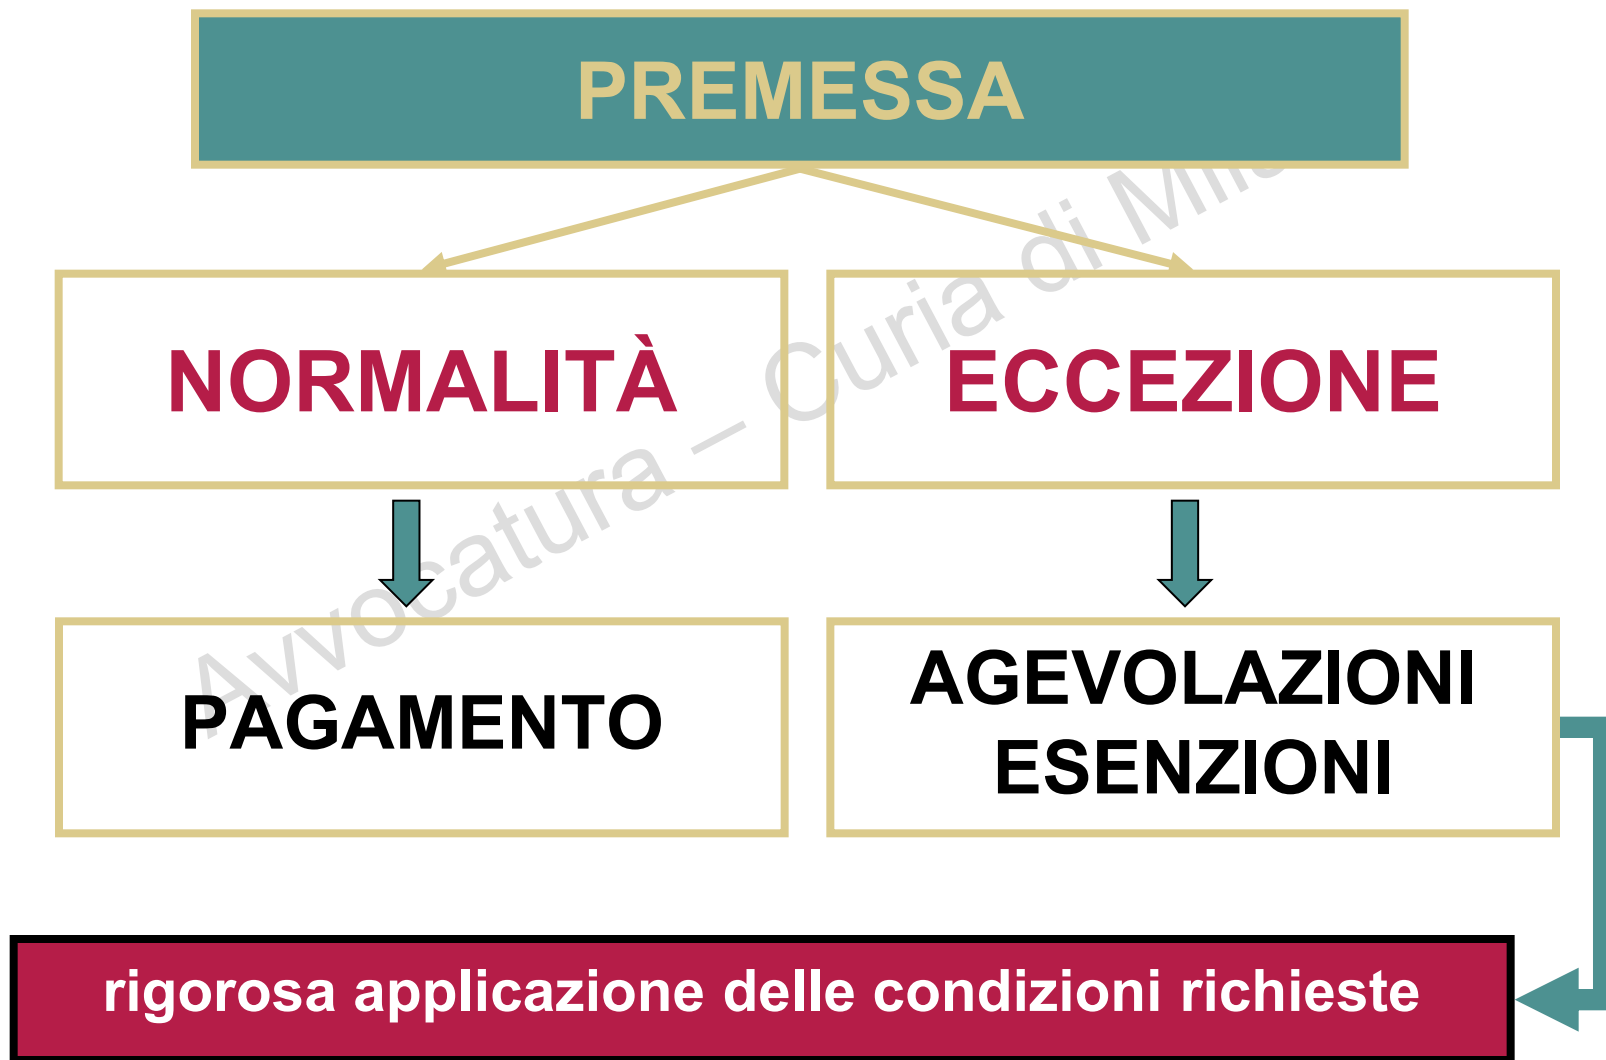 PREMESSA
NORMALITÀ
ECCEZIONE
PAGAMENTO
AGEVOLAZIONI
ESENZIONI
rigorosa applicazione delle condizioni richieste
Avvocatura – Curia di